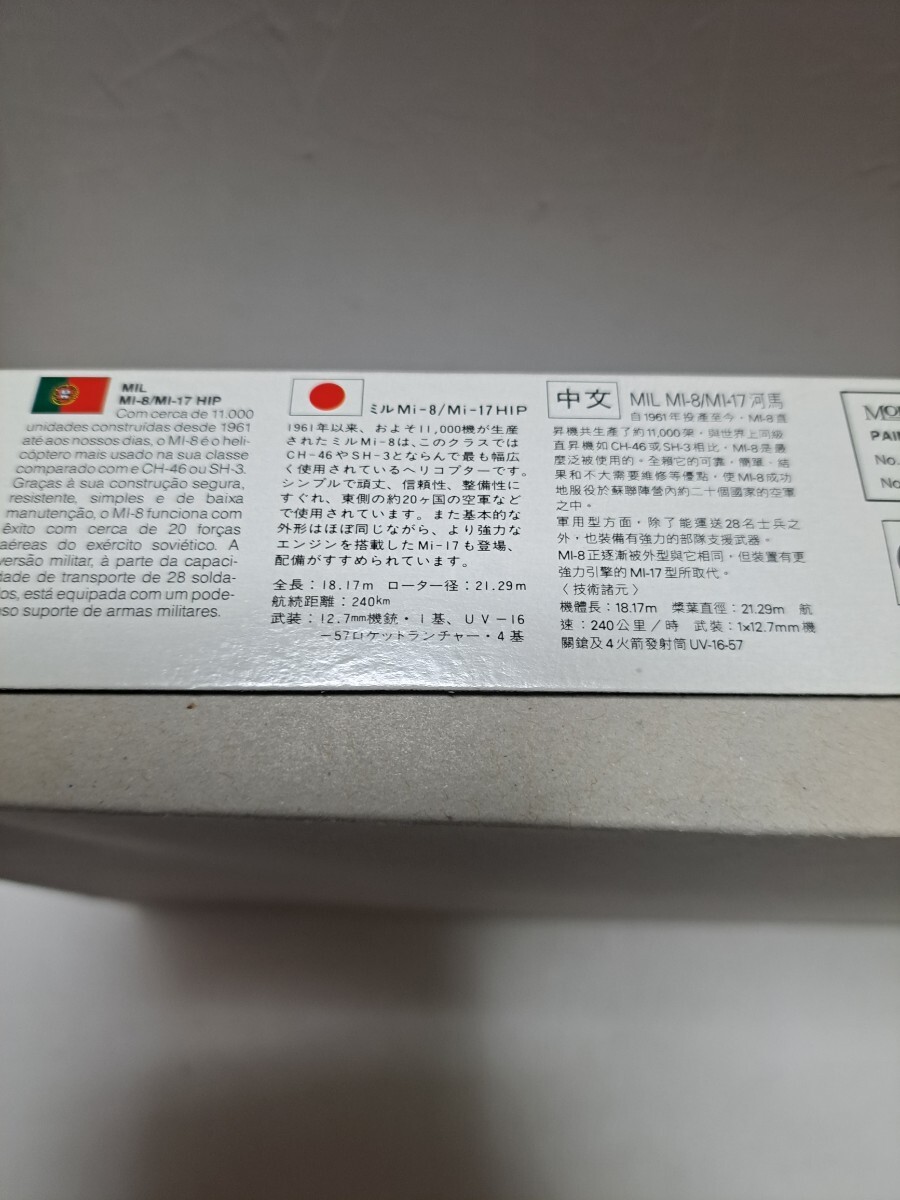 MIL
MI-8/MI-17 HIP
Com cerca de 11.000
unidades construídas desde 1961
até aos nossos dias, o MI-8 é o heli-
cóptero mais usado na sua classe
comparado com e CH-46 ou SH-3.
Graças à sua construção segura,
resistente, simples e de baixa
manutenção, o MI-8 funciona com
êxito com cerca de 20 forças
aéreas do exército soviético. A
versão militar, à parte da capaci-
dade de transporte de 28 solda-
os, está equipada com um pode-
so suporte de armas militares.
ミルMi-8/Mi-17HIP
1961年以来、およそ11,000機が生産
されたミルMi-8は、このクラスでは
CH-46やSH-3とならんで最も幅広
く使用されているヘリコプターです。
シンプルで頑丈、信頼性、整備性に
すぐれ、東側の約20ヶ国の空軍など
で使用されています。また基本的な
外形はほぼ同じながら、より強力な
エンジンを搭載したMi-17も登場、
配備がすすめられています。
全長:18.17m ローター径:21.29m
航続距離:240km
武装:12.7mm機銃・1基、UV-16
-57ロケットランチャー・4基
中文
MIL MI-8/MI-17 河馬
自1961年投產至今,MI-8直
昇機共生產了約11,000架,與世界上同級
直昇機如CH-46或SH-3相比,MI-8是最
廣泛被使用的。全賴它的可靠,簡單,結
果和不大需要維修等優點,使MI-8成功
地服役於蘇聯陣營內約二十個國家的空軍
之中。
軍用型方面,除了能運送28名士兵之
外,也裝備有強力的部隊支援武器。
MI-8正逐漸被外型與它相同,但裝置有更
強力引擎的MI-17型所取代。
〈技術諸元〉
機體長:18.17m 槳葉直徑:21.29m 航
速:240公里/時 武裝:1x12.7mm機
關鎗及4火箭發射筒UV-16-57
PAIN
No.
No